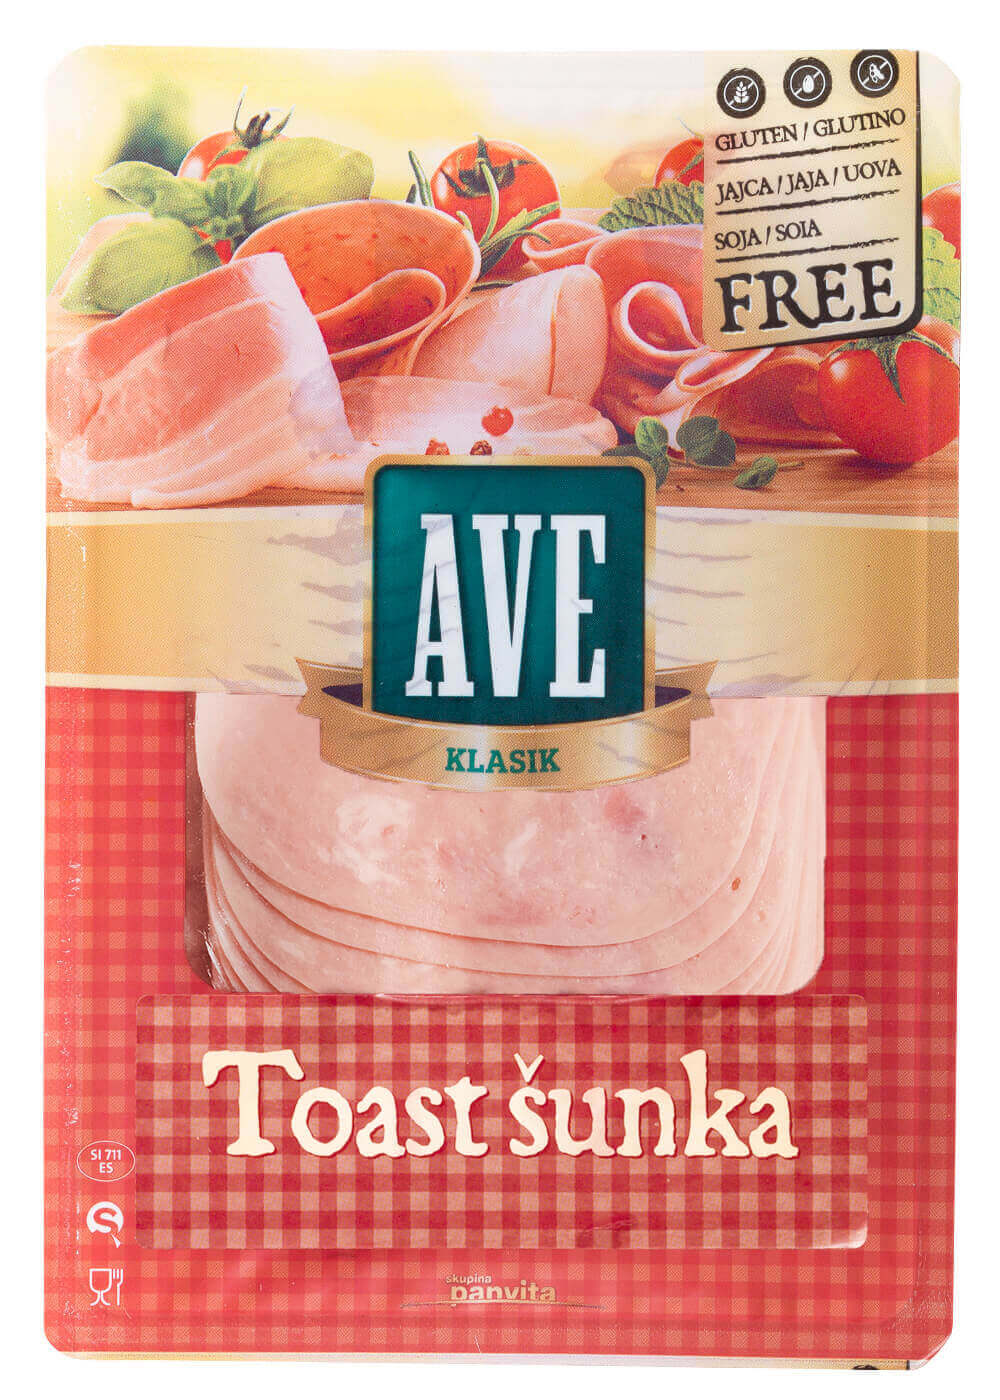 GLUTEN / GLUTINO
JAJCA / JAJA / UOVA
SOJA / SOIA
FREE
AVE
KLASIK
Toast šunka
SI 711
ES
skupina
panvita